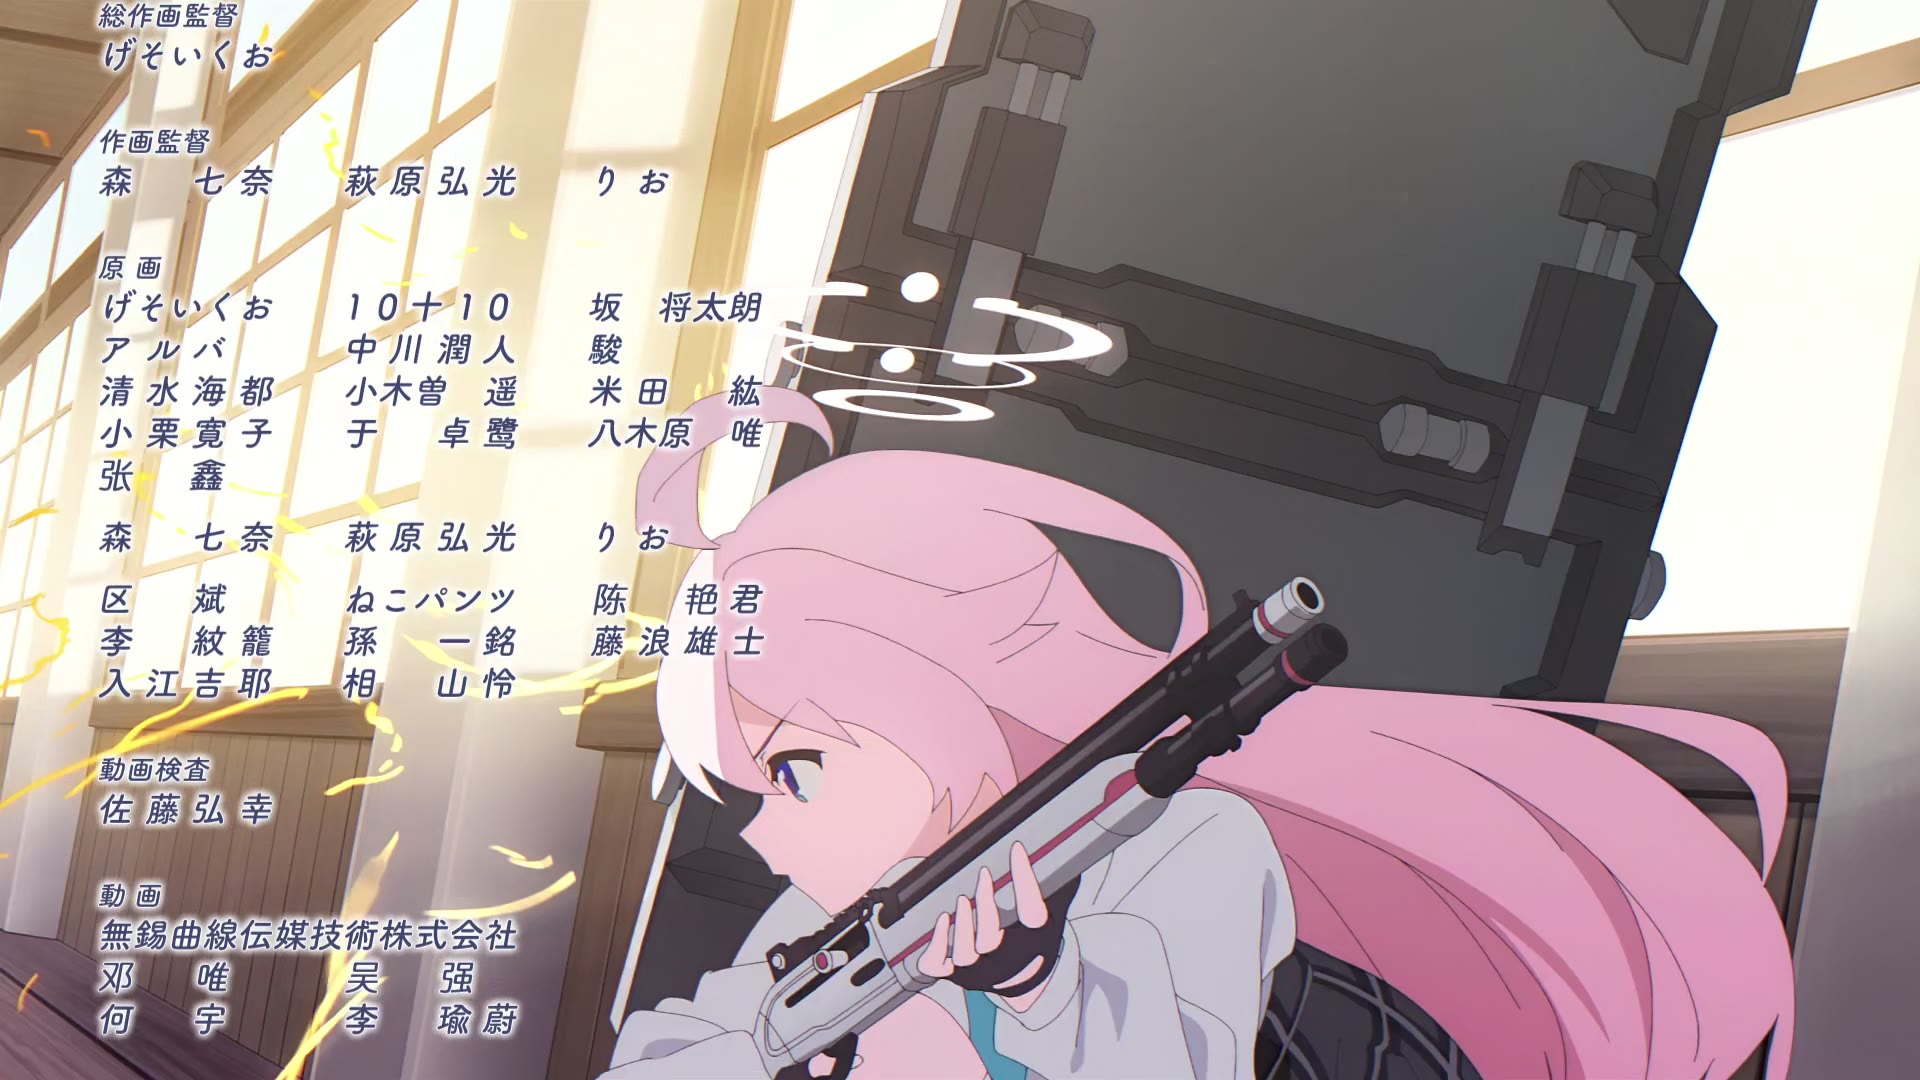 総作画監督
げそいくお
作画監督
森 七奈 萩原弘光 りお
原画
げそいくお 10十10 坂 将太朗
アルバ 中川潤人 駿
清水海都 小木曽 遥 米田 紘
小栗寛子 于 卓鹭 八木原 唯
张 鑫
森 七奈 萩原弘光 りお
区 斌 ねこパンツ 陈 艳君
李 紋籠 孫 一銘 藤浪雄士
入江吉耶 相 山怜
動画検査
佐藤弘幸
動画
無錫曲線伝媒技術株式会社
邓 唯 吴 强
何 宇 李 瑜蔚